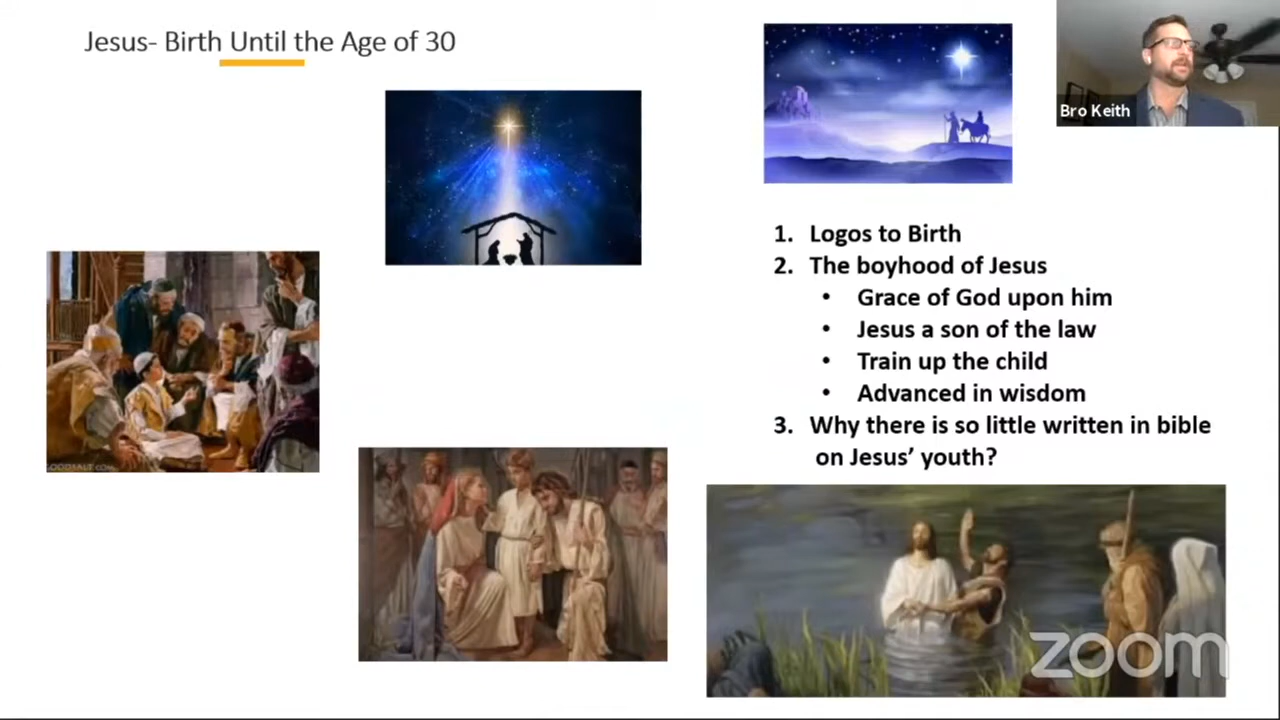 Jesus- Birth Until the Age of 30
Bro Keith
1. Logos to Birth
2. The boyhood of Jesus
• Grace of God upon him
• Jesus a son of the law
• Train up the child
• Advanced in wisdom
3. Why there is so little written in bible
on Jesus’ youth?
zoom